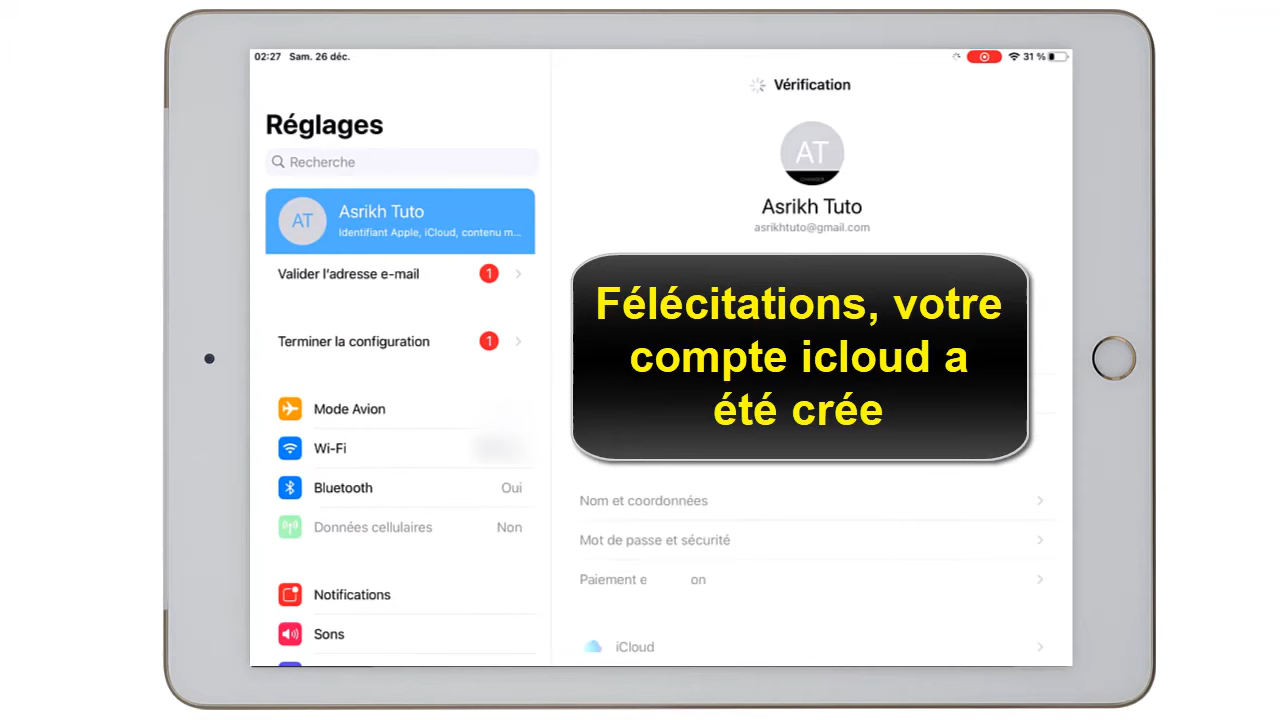 02:27 Sam. 26 déc.
31 %
Vérification
Réglages
Recherche
AT
Asrikh Tuto
Identifiant Apple, iCloud, contenu m...
Valider l'adresse e-mail 1
Terminer la configuration 1
Mode Avion
Wi-Fi
Bluetooth Oui
Données cellulaires Non
Notifications
Sons
AT
Asrikh Tuto
asrikhtuto@gmail.com
Félécitations, votre
compte icloud a
été crée
Nom et coordonnées
Mot de passe et sécurité
Paiement e on
iCloud